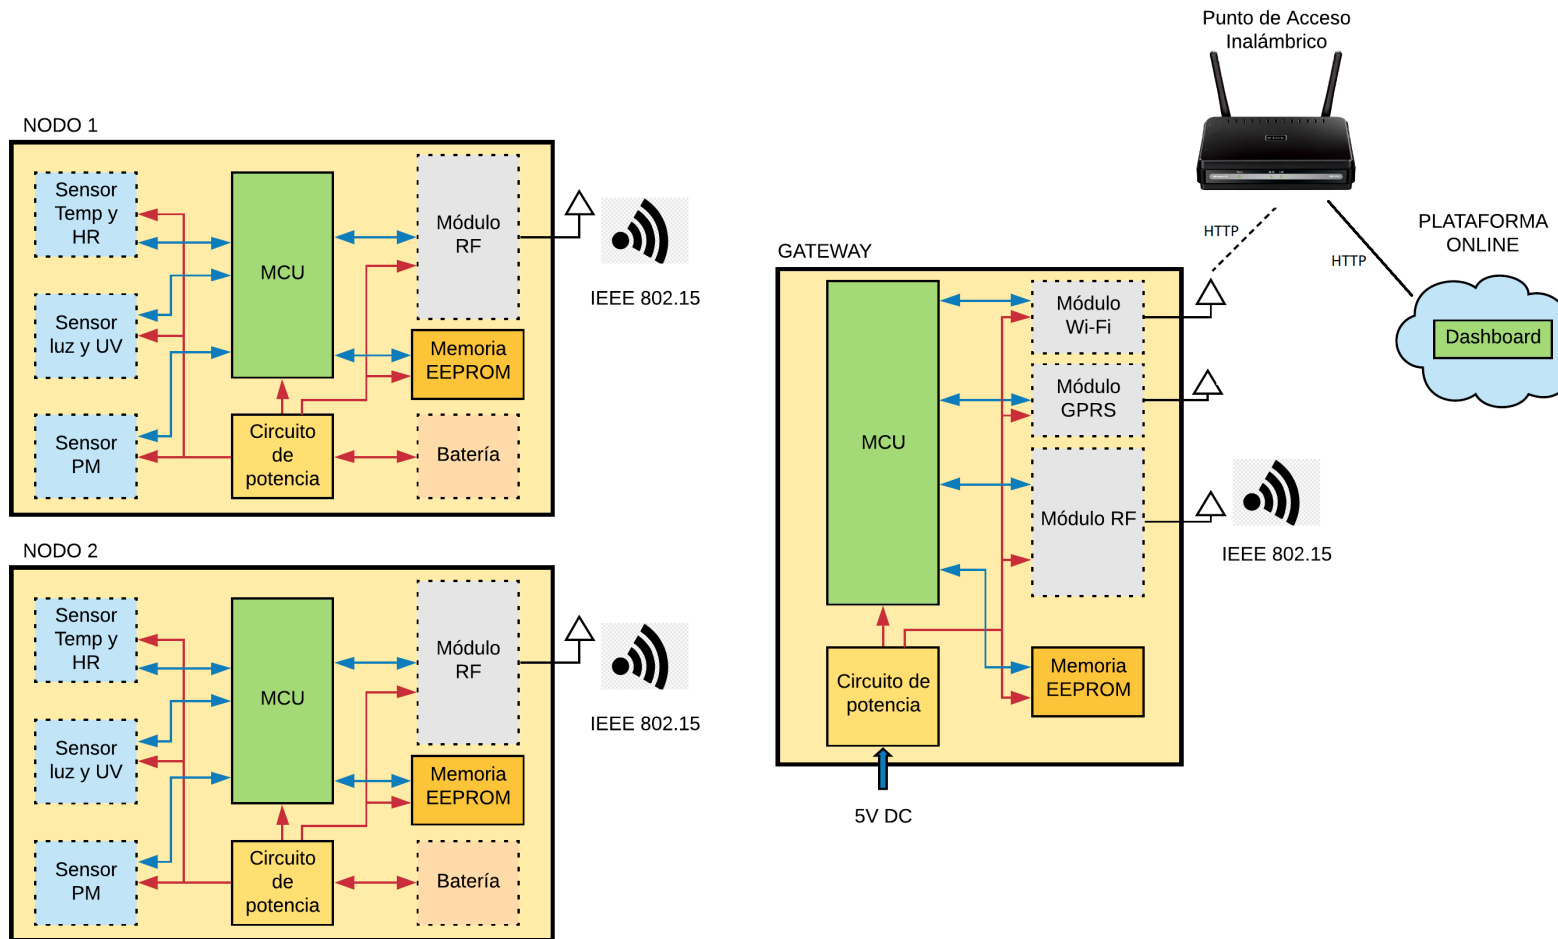 Punto de Acceso
Inalámbrico
NODO 1
Sensor
Temp y
HR
MCU
Módulo
RF
Sensor
luz y UV
Memoria
EEPROM
Sensor
PM
Circuito
de
potencia
Batería
IEEE 802.15
NODO 2
Sensor
Temp y
HR
MCU
Módulo
RF
Sensor
luz y UV
Memoria
EEPROM
Sensor
PM
Circuito
de
potencia
Batería
IEEE 802.15
GATEWAY
MCU
Módulo
Wi-Fi
Módulo
GPRS
Módulo RF
Circuito de
potencia
Memoria
EEPROM
5V DC
IEEE 802.15
HTTP
HTTP
PLATAFORMA
ONLINE
Dashboard